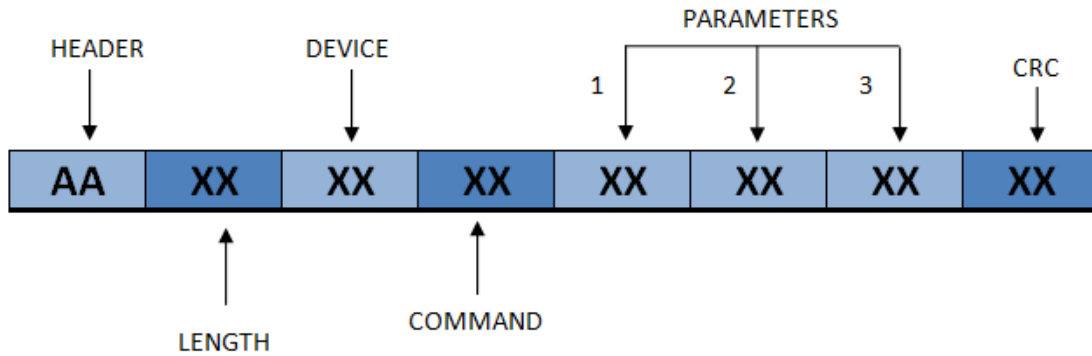 PARAMETERS
HEADER
DEVICE
CRC
1
2
3
AA XX XX XX XX XX XX XX
COMMAND
LENGTH